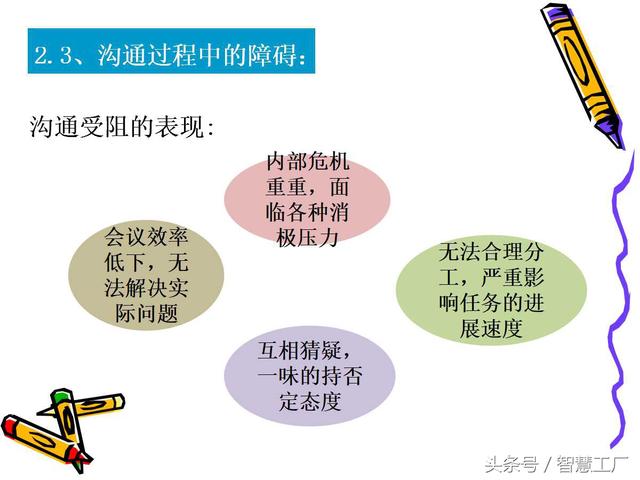 2.3、沟通过程中的障碍：
沟通受阻的表现：
内部危机
重重，面
临各种消
极压力
会议效率
低下，无
法解决实
际问题
无法合理分
工，严重影
响任务的进
展速度
互相猜疑，
一味的持否
定态度
头条号 / 智慧工厂